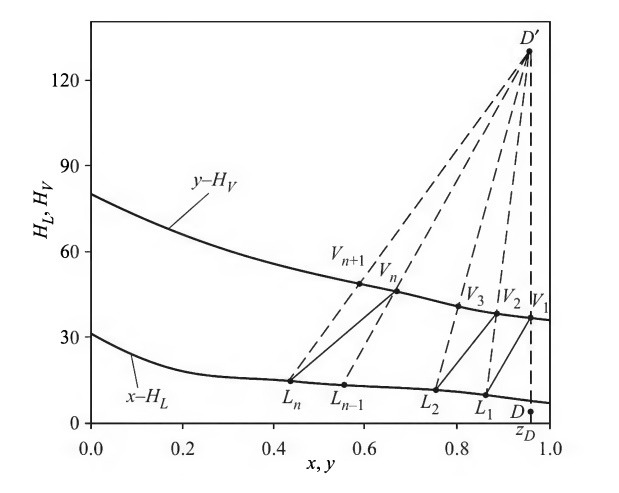 D′
120
90
60
30
0
H_L, H_V
y–H_V
x–H_L
V_{n+1}
V_n
V_3
V_2
V_1
L_n
L_{n–1}
L_2
L_1
D
z_D
0.0 0.2 0.4 0.6 0.8 1.0
x, y